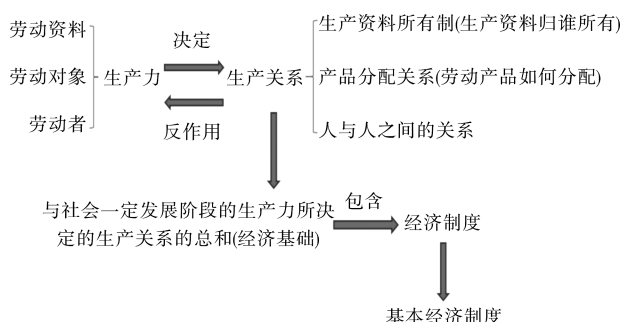 劳动资料
劳动对象
劳动者
生产力
决定
反作用
生产关系
生产资料所有制(生产资料归谁所有)
产品分配关系(劳动产品如何分配)
人与人之间的关系
与社会一定发展阶段的生产力所决
定的生产关系的总和(经济基础)
包含
经济制度
基本经济制度